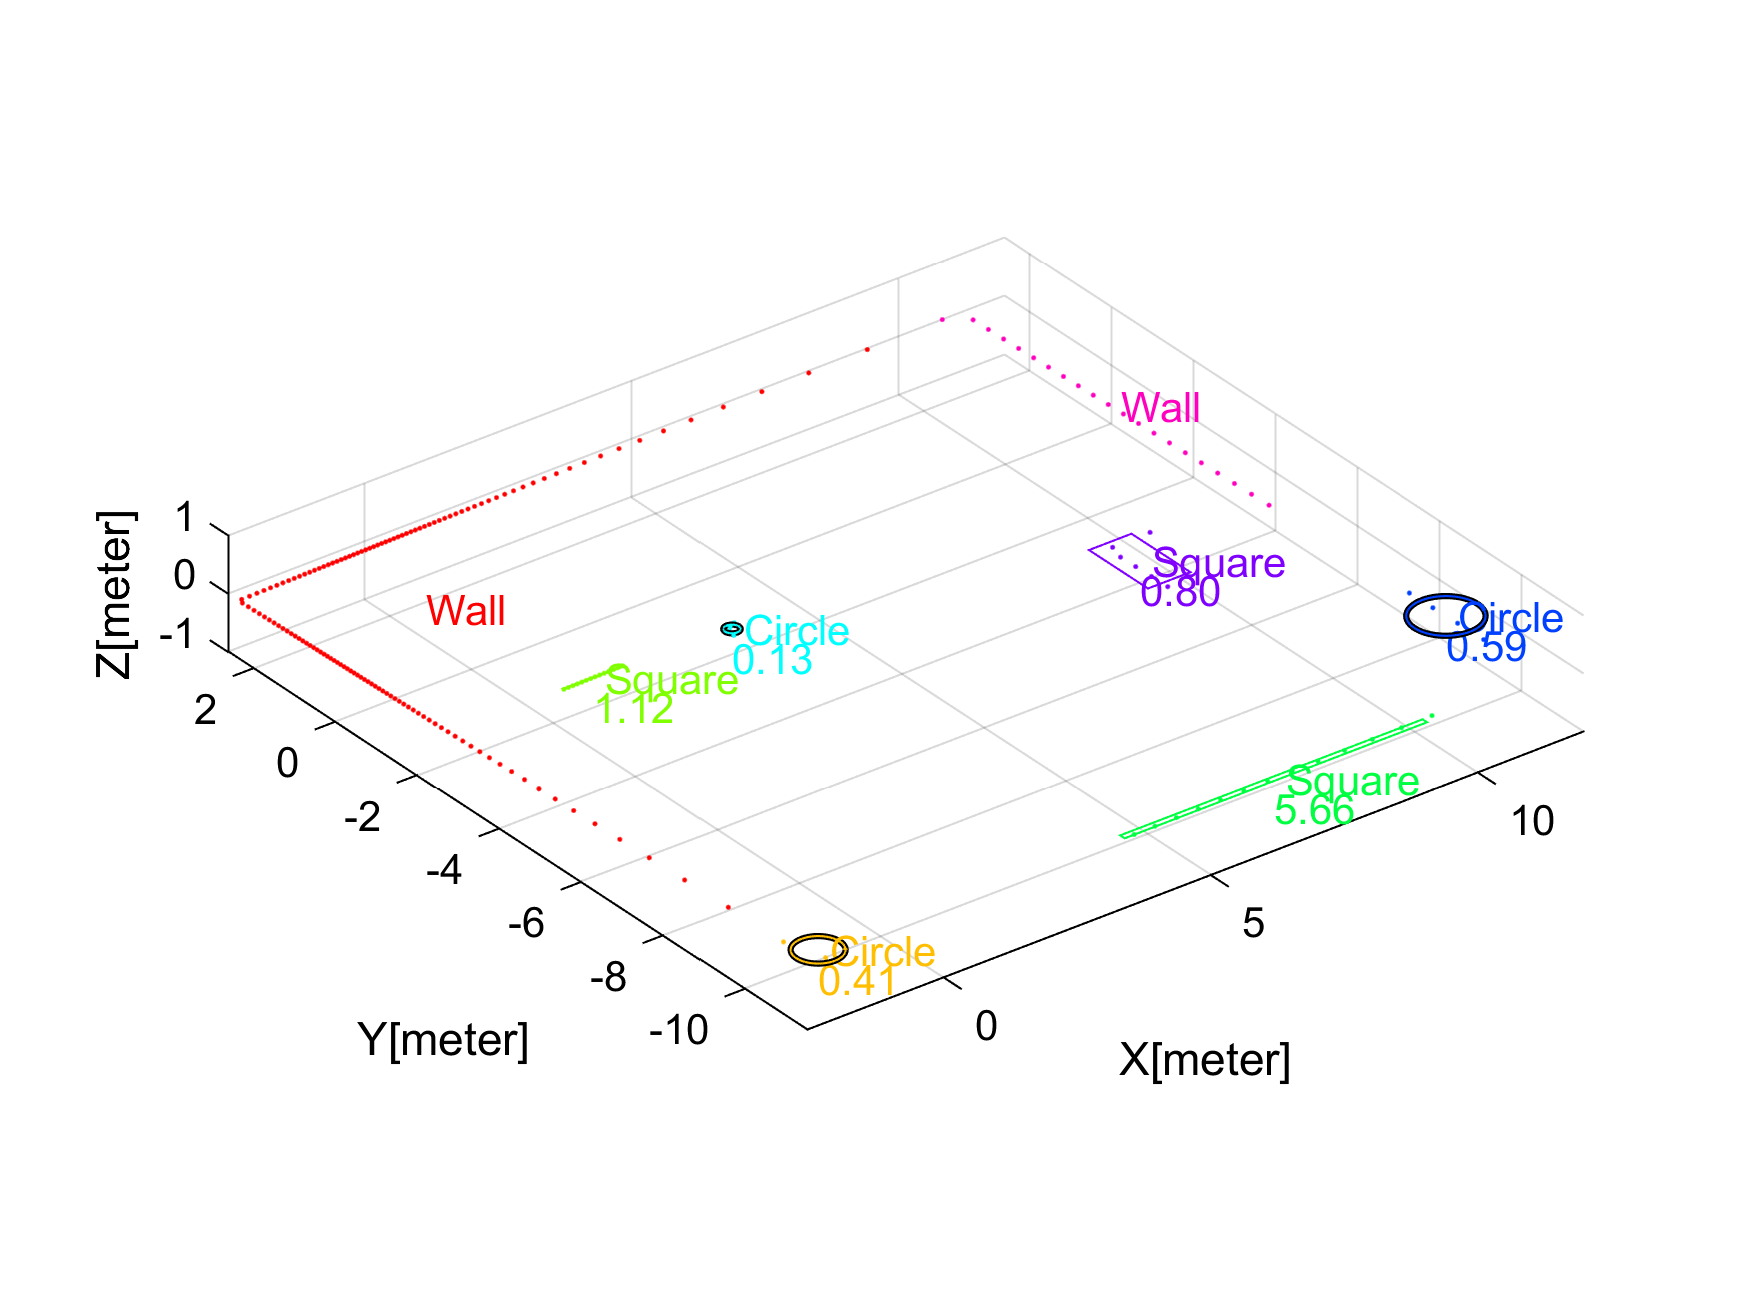 Wall
Wall
Square
0.80
Circle
0.59
Circle
0.13
Square
1.12
Square
5.66
Circle
0.41
Z[meter]
1
0
-1
2
0
-2
-4
-6
-8
-10
Y[meter]
0
5
10
X[meter]